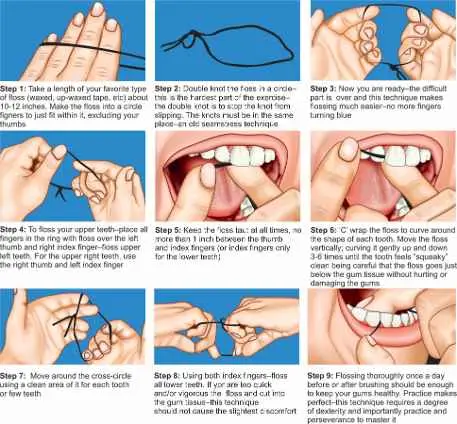 Step 1: Take a length of your favorite type
of floss (waxed, up-waxed tape, etc) about
10-12 inches. Make the floss into a circle
figners to just fit within it, excluding your
thumbs
Step 2: Double knot the floss in a circle–
this is the hardest part of the exercise–
the double knot is to stop the knot from
slipping. The knots must be in the same
place–an old seamstress technique
Step 3: Now you are ready–the difficult
part is over and this technique makes
flossing much easier–no more fingers
turning blue
Step 4: To floss your upper teeth–place all
fingers in the ring with floss over the left
thumb and right index finger–floss upper
left teeth. For the upper right teeth, use
the right thumb and left index finger
Step 5: Keep the floss taut at all times, no
more than 1 inch between the thumb
and index fingers (or index fingers only
for the lower teeth)
Step 6: 'C' wrap the floss to curve around
the shape of each tooth. Move the floss
vertically; curving it gently up and down
3-6 times until the tooth feels "squeaky"
clean being careful that the floss goes just
below the gum tissue without hurting or
damaging the gums
Step 7: Move around the cross-circle
using a clean area of it for each tooth
or few teeth
Step 8: Using both index fingers–floss
all lower teeth. If ypr are too quick
and/or vigorous the floss and cut into
the gum tissue–this technique
should not cause the slightest discomfort
Step 9: Flossing thoroughly once a day
before or after brushing should be enough
to keep your gums healthy. Practice makes
perfect–this technique requires a degree
of dexterity and importantly practice and
perseverance to master it